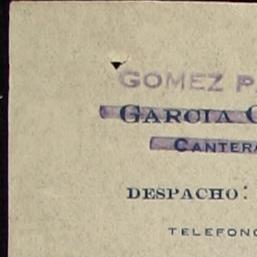 GOMEZ P
GARCIA
CANTERA
DESPACHO:
TELEFONO